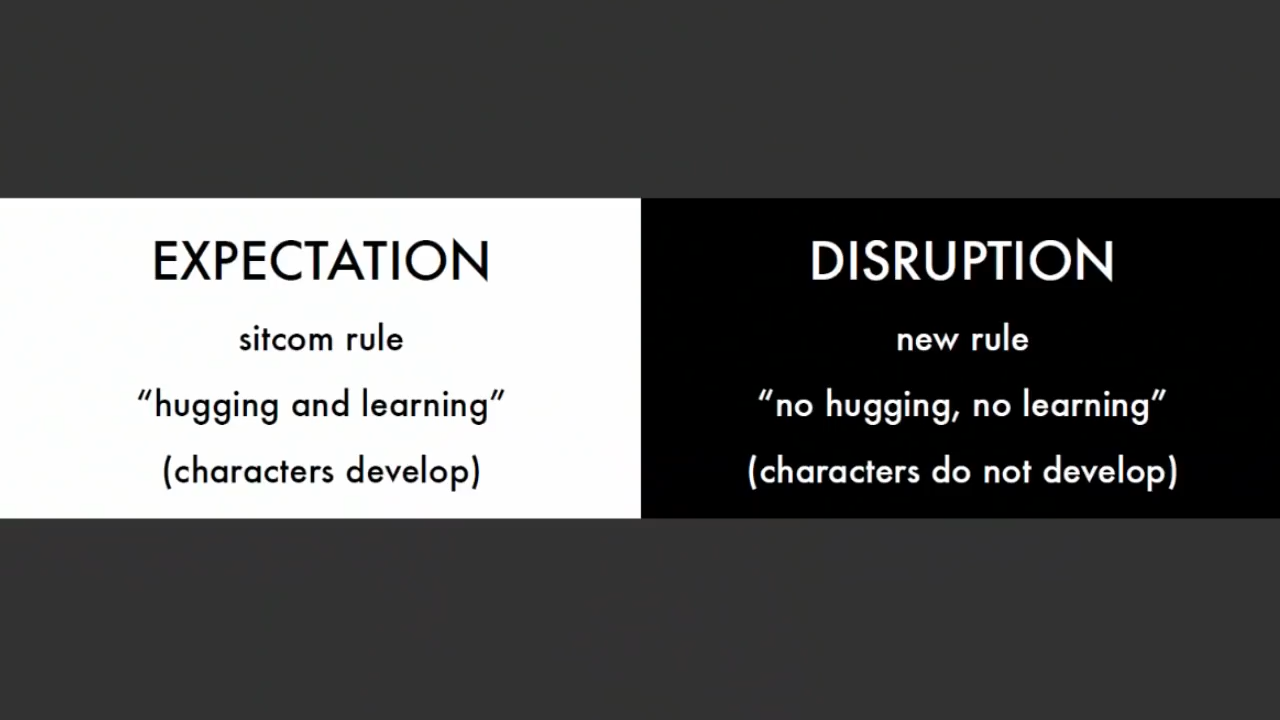 EXPECTATION
sitcom rule
“hugging and learning”
(characters develop)
DISRUPTION
new rule
“no hugging, no learning”
(characters do not develop)